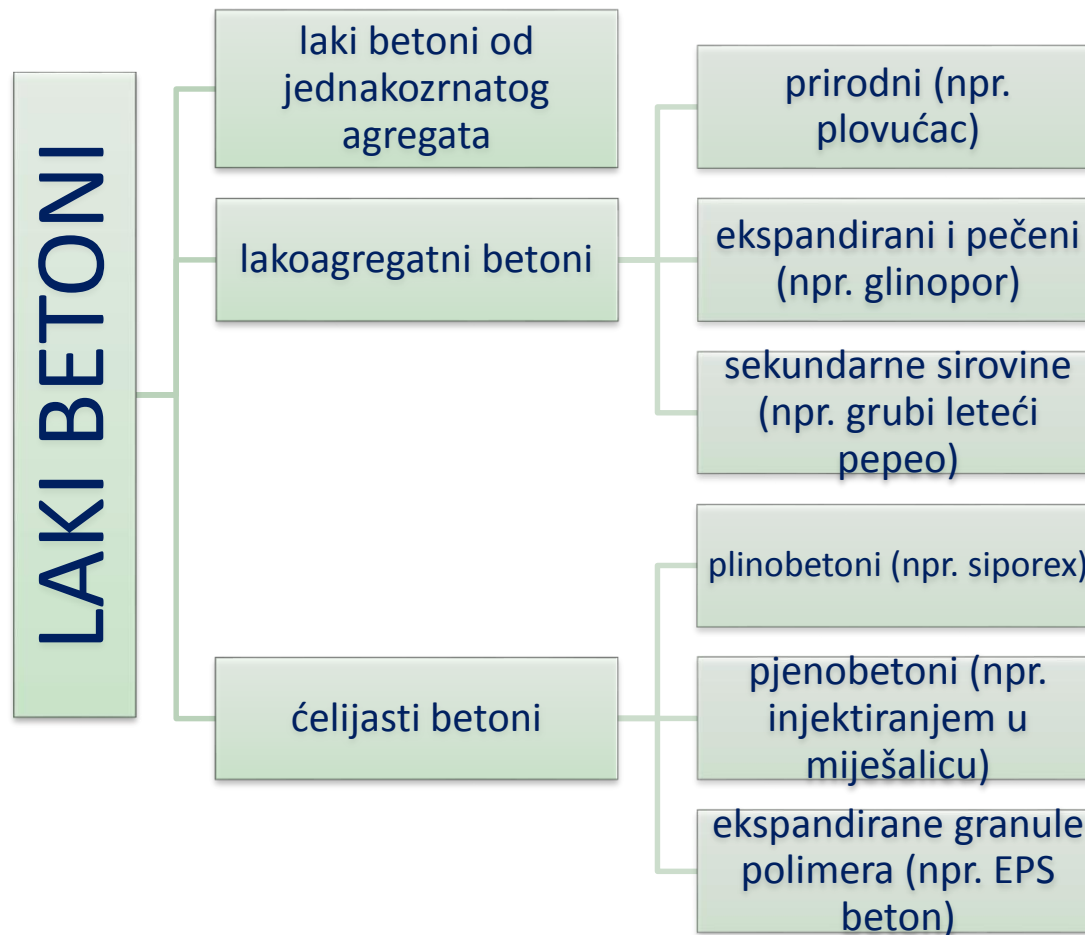 LAKI BETONI
laki betoni od
jednakozrnatog
agregata
lakoagregatni betoni
prirodni (npr.
plovućac)
ekspandirani i pečeni
(npr. glinopor)
sekundarne sirovine
(npr. grubi leteći
pepeo)
ćelijasti betoni
plinobetoni (npr. siporex)
pjenobetoni (npr.
injektiranjem u
miješalicu)
ekspandirane granule
polimera (npr. EPS
beton)